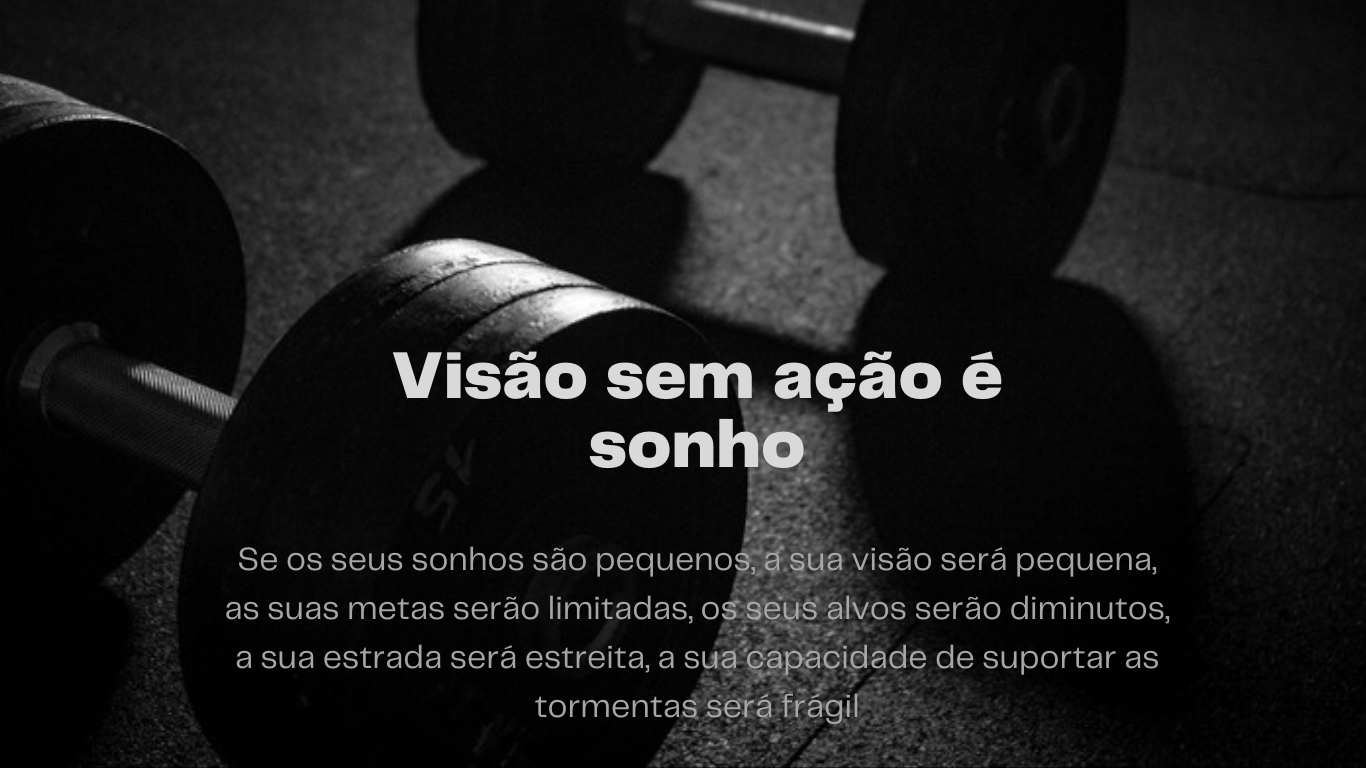 Visão sem ação é
sonho
15
Se os seus sonhos são pequenos, a sua visão será pequena,
as suas metas serão limitadas, os seus alvos serão diminutos,
a sua estrada será estreita, a sua capacidade de suportar as
tormentas será frágil